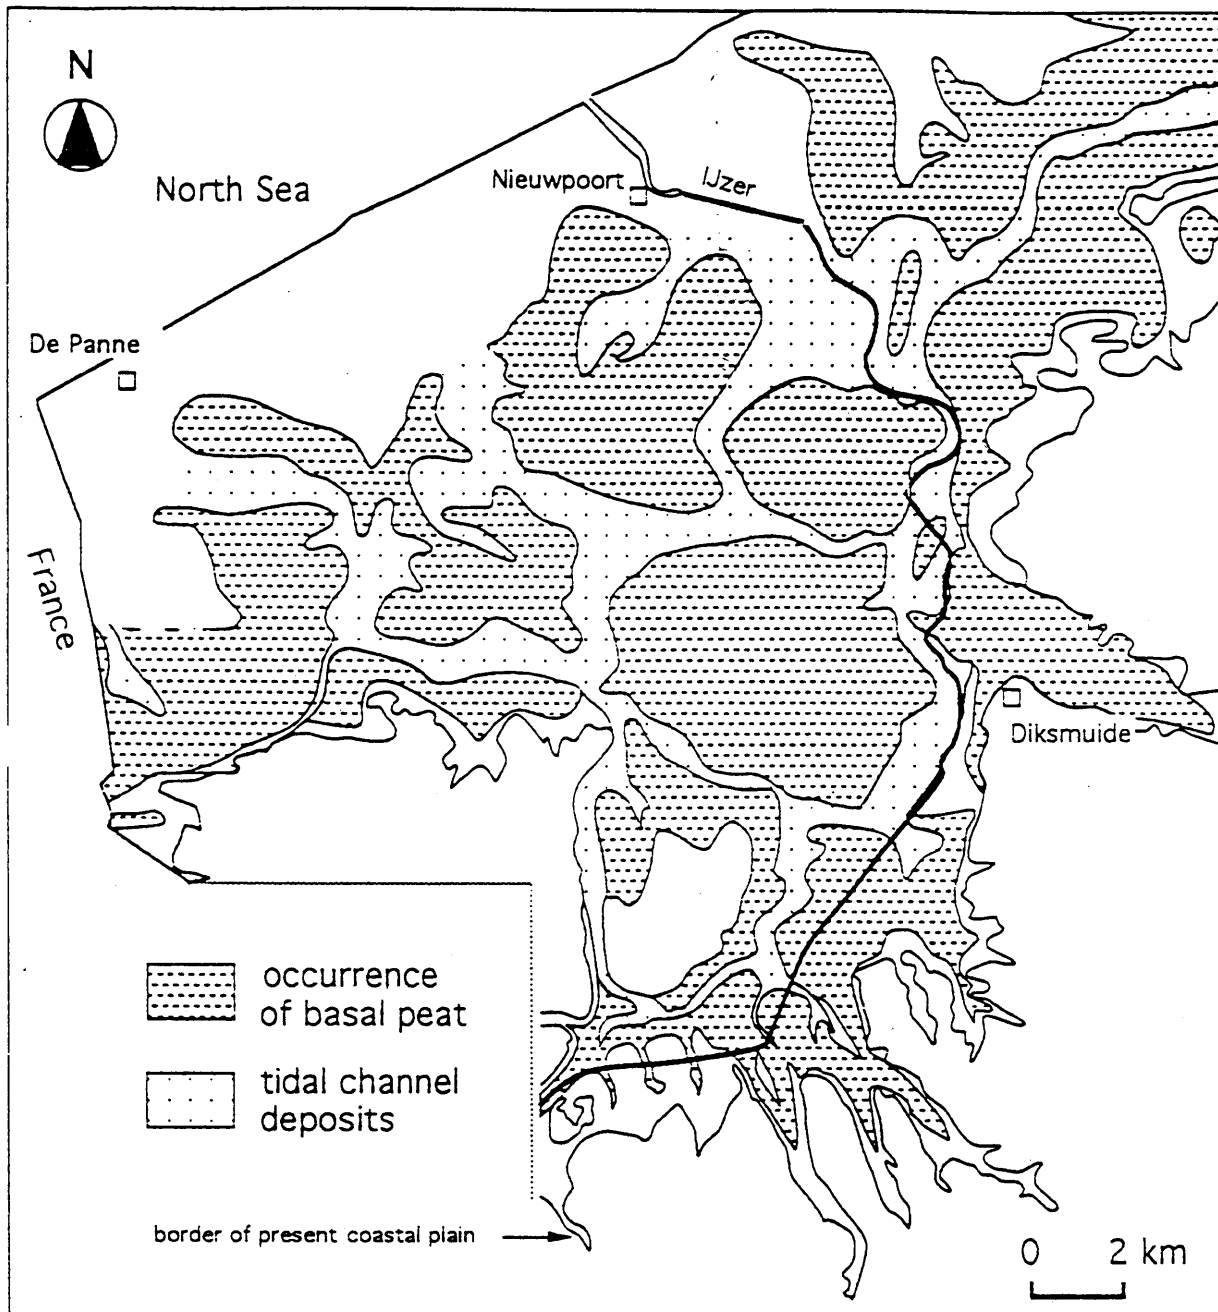 N
North Sea
Nieuwpoort
IJzer
De Panne
France
Diksmuide
occurrence
of basal peat
tidal channel
deposits
border of present coastal plain
0 2 km